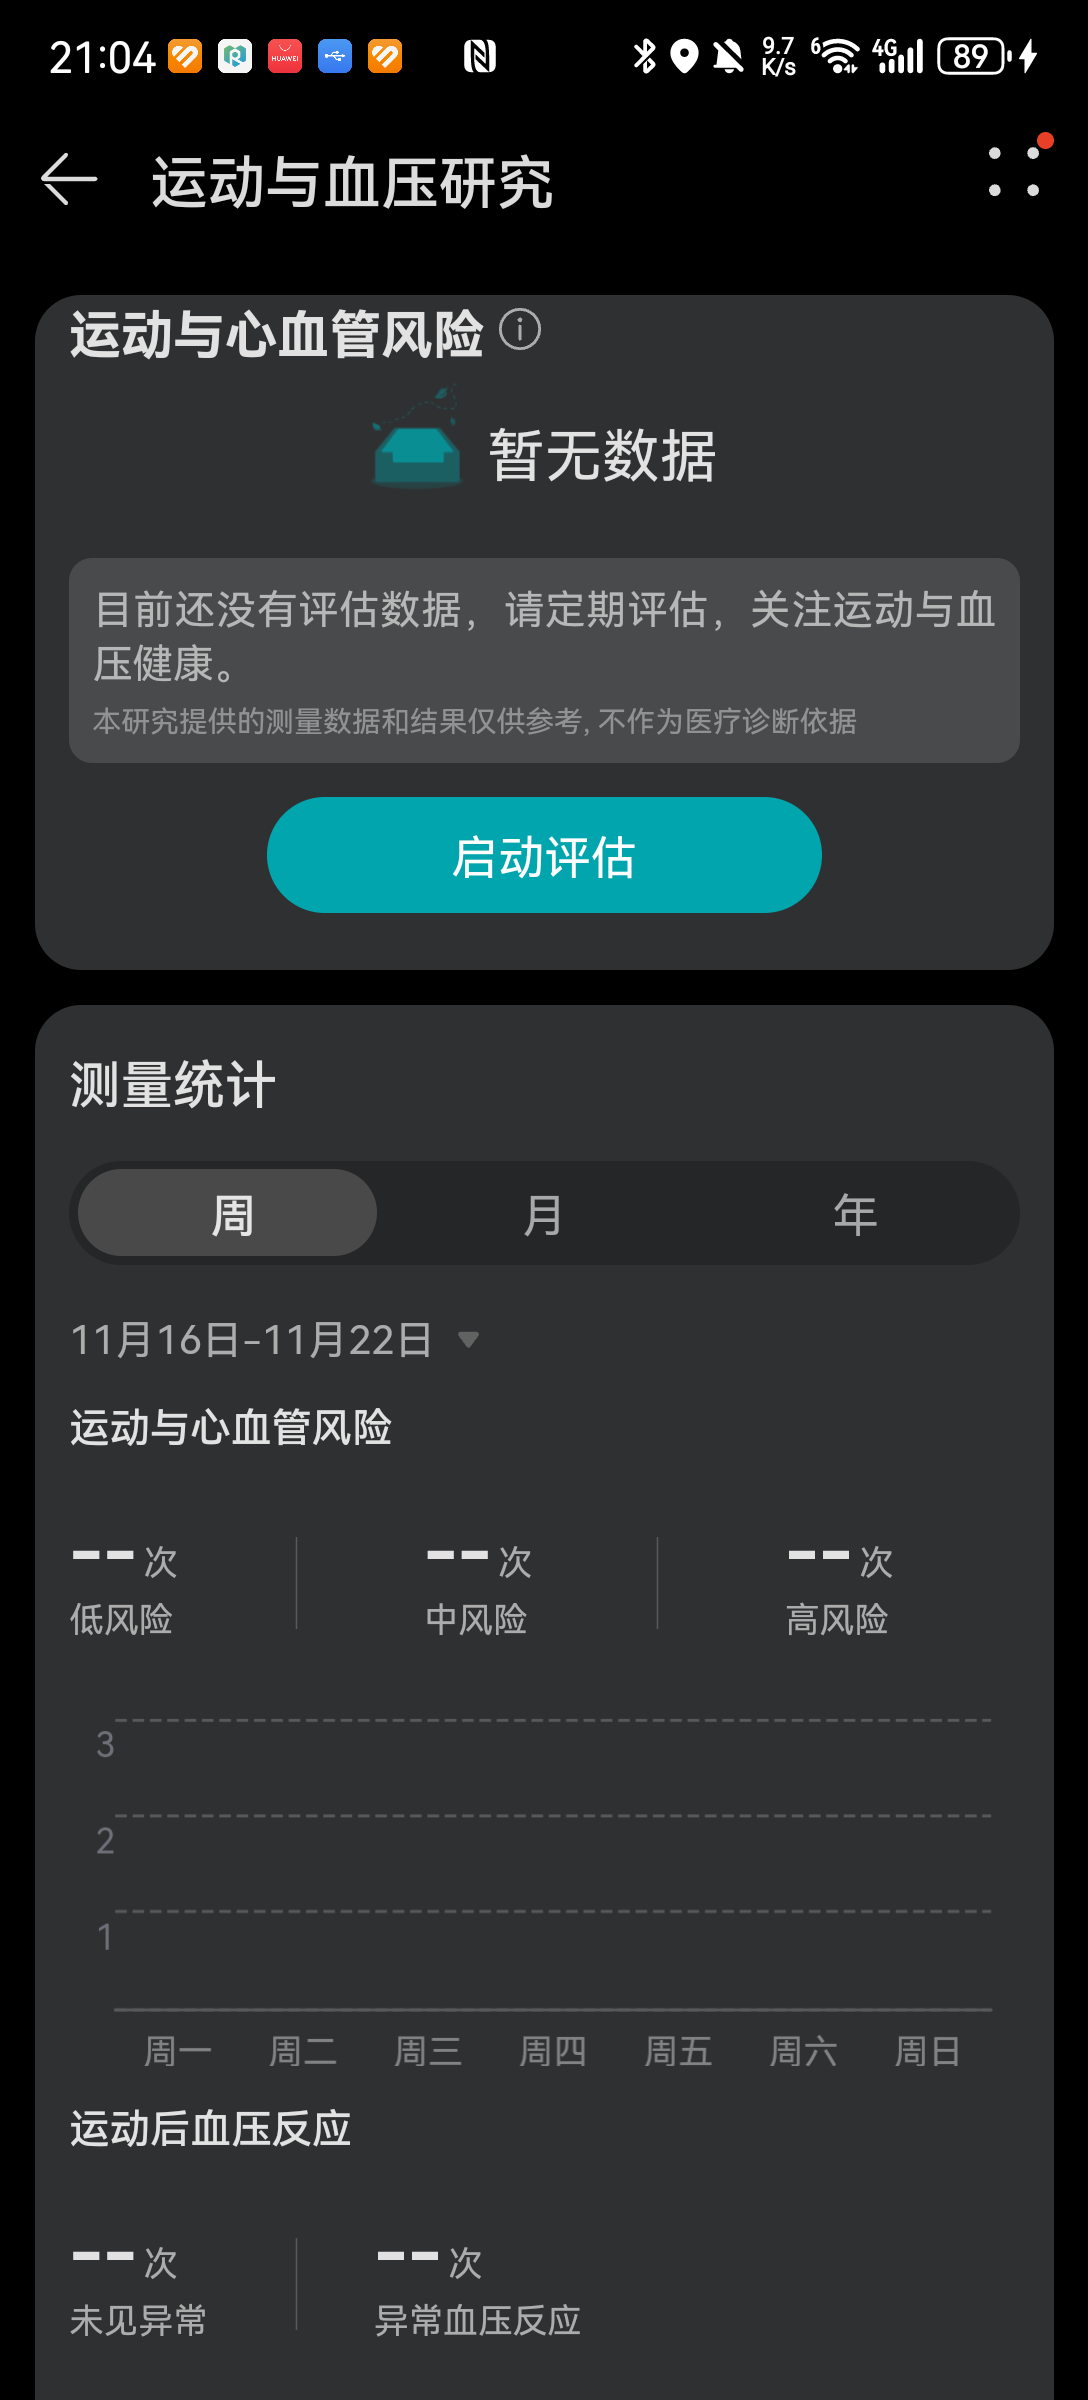 21:04
HUAWEI
9.7 K/s
6
4G
89
运动与血压研究
运动与心血管风险
暂无数据
目前还没有评估数据，请定期评估，关注运动与血
压健康。
本研究提供的测量数据和结果仅供参考, 不作为医疗诊断依据
启动评估
测量统计
周 月 年
11月16日-11月22日
运动与心血管风险
-- 次 -- 次 -- 次
低风险 中风险 高风险
3
2
1
周一 周二 周三 周四 周五 周六 周日
运动后血压反应
-- 次 -- 次
未见异常 异常血压反应